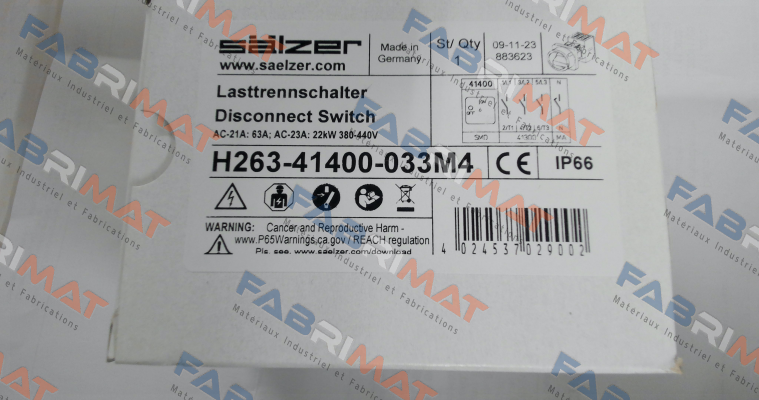 sälzer
www.saelzer.com
Made in
Germany
St/ Qty
1
09-11-23
883623
Lasttrennschalter
Disconnect Switch
AC-21A: 63A; AC-23A: 22kW 380-440V
41400
H263-41400-033M4
CE
IP66
WARNING: Cancer and Reproductive Harm -
www.P65Warnings.ca.gov / REACH regulation
Pls. see. www.saelzer.com/download
4 024537 029002
FABRIMAT
Matériaux Industriel et Fabrications